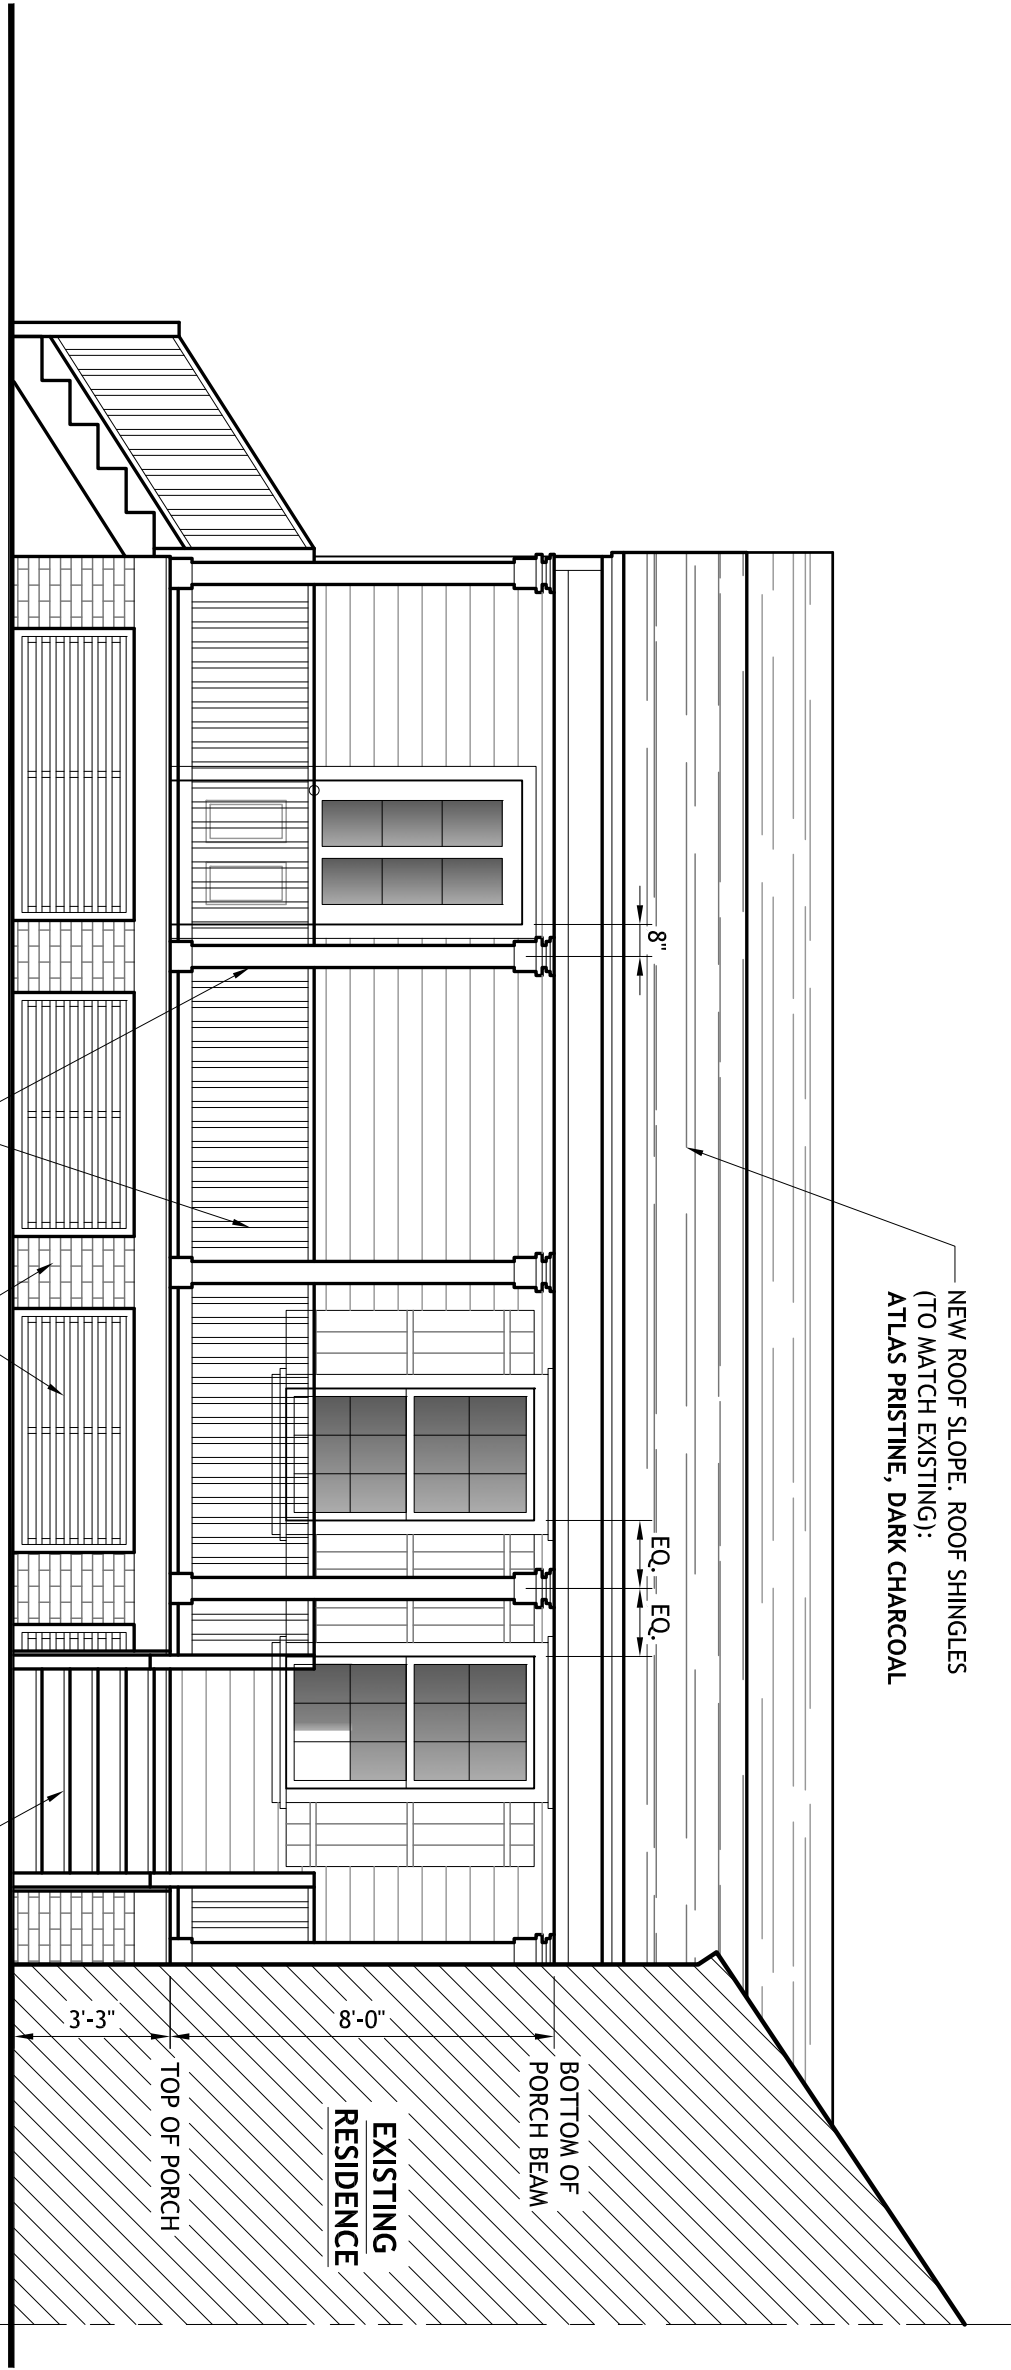 NEW ROOF SLOPE. ROOF SHINGLES
(TO MATCH EXISTING):
ATLAS PRISTINE, DARK CHARCOAL
8"
EQ.
EQ.
BOTTOM OF
PORCH BEAM
8'-0"
EXISTING
RESIDENCE
TOP OF PORCH
3'-3"